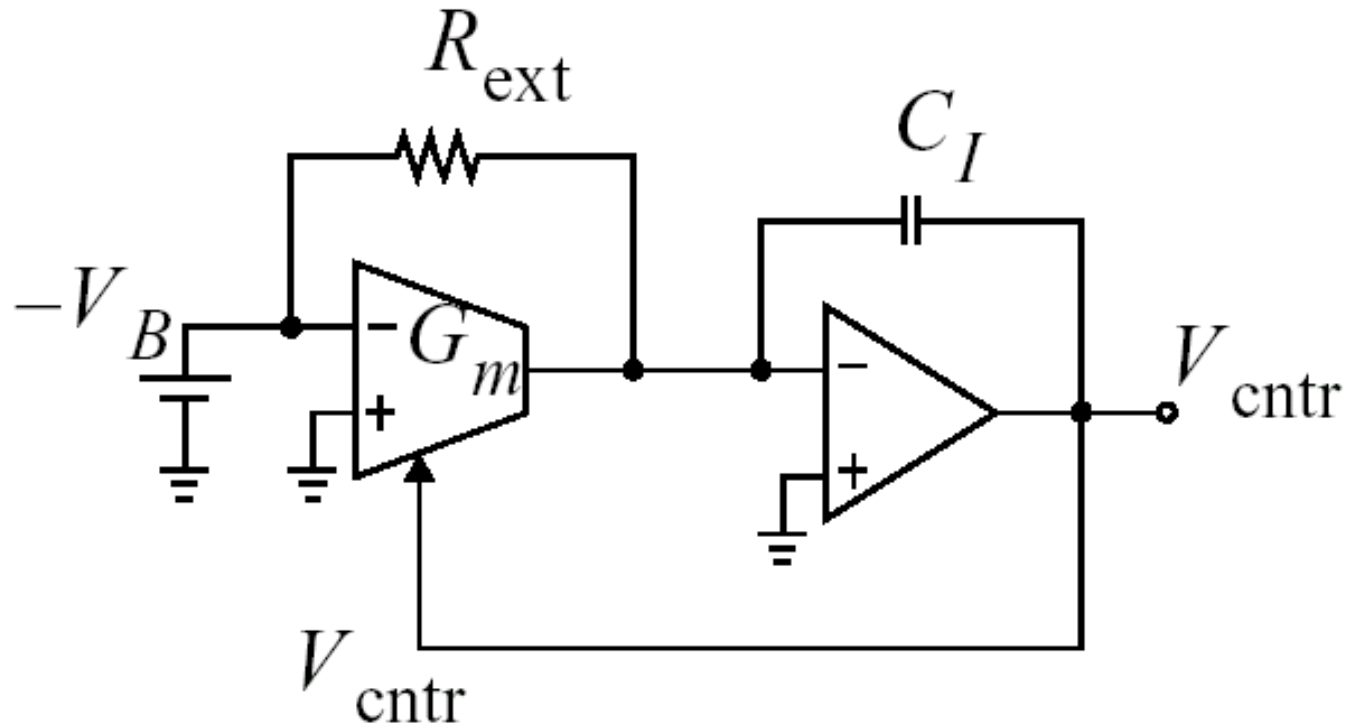 R_ext
C_I
−V_B
−
G_m
+
−
+
V_cntr
V_cntr